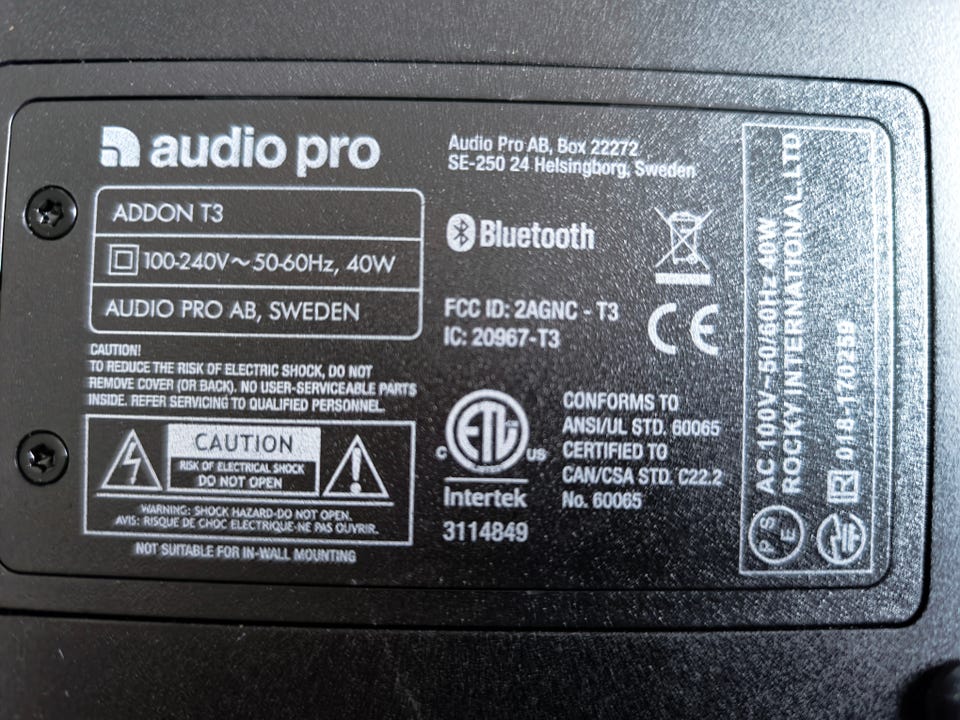 audio pro
ADDON T3
100-240V~50-60Hz, 40W
AUDIO PRO AB, SWEDEN
CAUTION!
TO REDUCE THE RISK OF ELECTRIC SHOCK, DO NOT
REMOVE COVER (OR BACK). NO USER-SERVICEABLE PARTS
INSIDE. REFER SERVICING TO QUALIFIED PERSONNEL.
CAUTION
RISK OF ELECTRICAL SHOCK
DO NOT OPEN
WARNING: SHOCK HAZARD-DO NOT OPEN.
AVIS: RISQUE DE CHOC ELECTRIQUE-NE PAS OUVRIR.
NOT SUITABLE FOR IN-WALL MOUNTING
Audio Pro AB, Box 22272
SE-250 24 Helsingborg, Sweden
Bluetooth
FCC ID: 2AGNC - T3
IC: 20967-T3
CE
ETL
C US
Intertek
3114849
CONFORMS TO
ANSI/UL STD. 60065
CERTIFIED TO
CAN/CSA STD. C22.2
No. 60065
PSE
AC 100V~50/60Hz 40W
ROCKY INTERNATIONAL LTD
R 018-170259